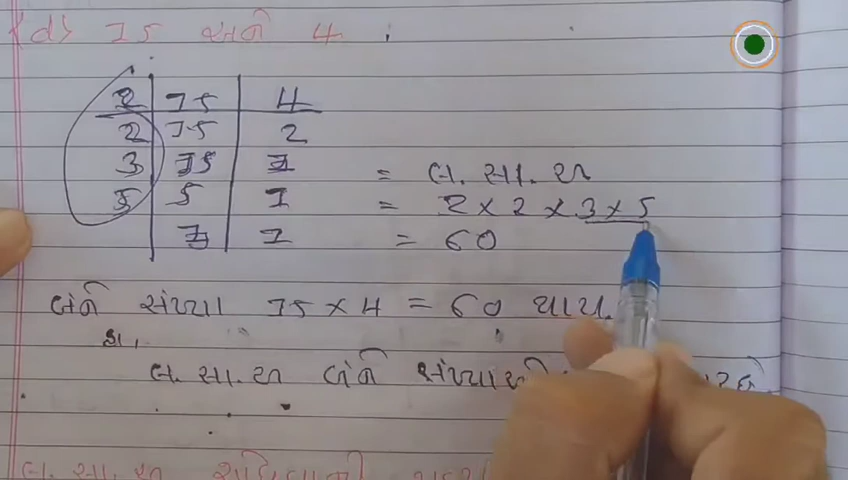 (d) 15 અને 4 .
2 | 15 | 4
2 | 15 | 2
3 | 15 | 1 = લ. સા. અ
5 | 5 | 1 = 2 × 2 × 3 × 5
1 | 1 = 60
બંને સંખ્યા 15 × 4 = 60 થાય.
લ. સા. અ બંને
લ. સા. અ